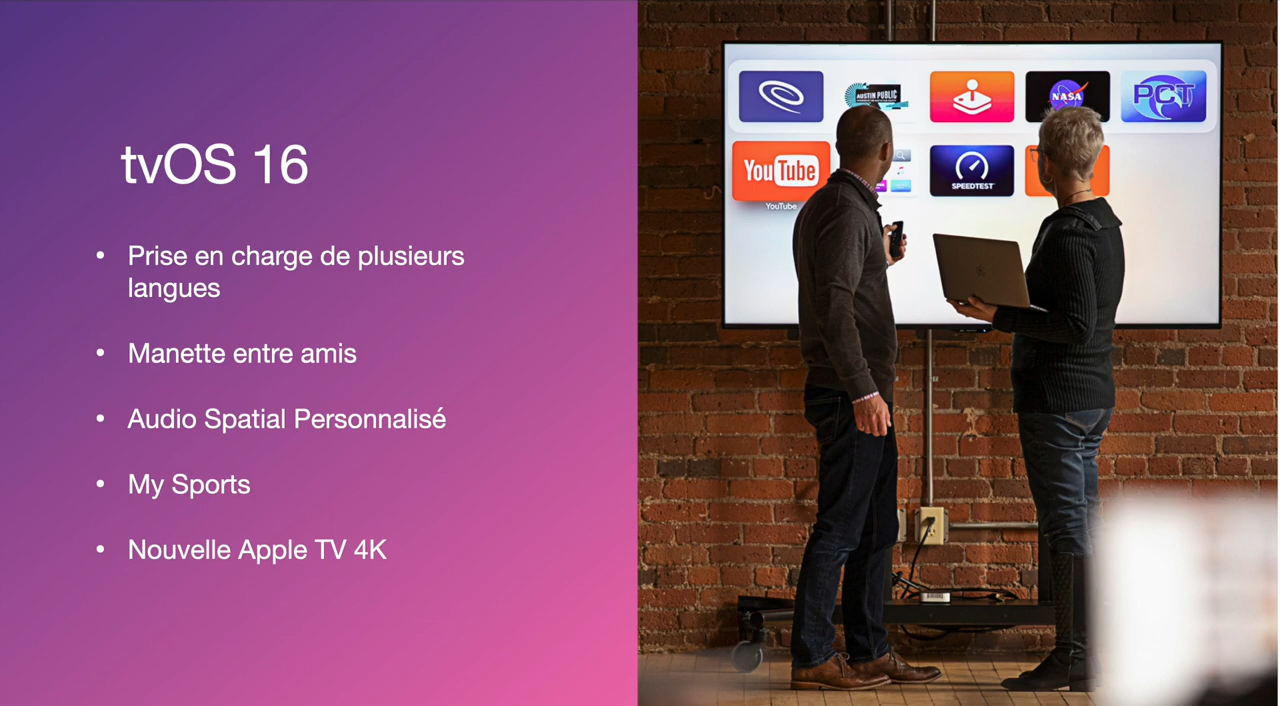 tvOS 16
• Prise en charge de plusieurs
langues
• Manette entre amis
• Audio Spatial Personnalisé
• My Sports
• Nouvelle Apple TV 4K
AUSTIN PUBLIC
NASA
PCT
YouTube
SPEEDTEST
YouTube